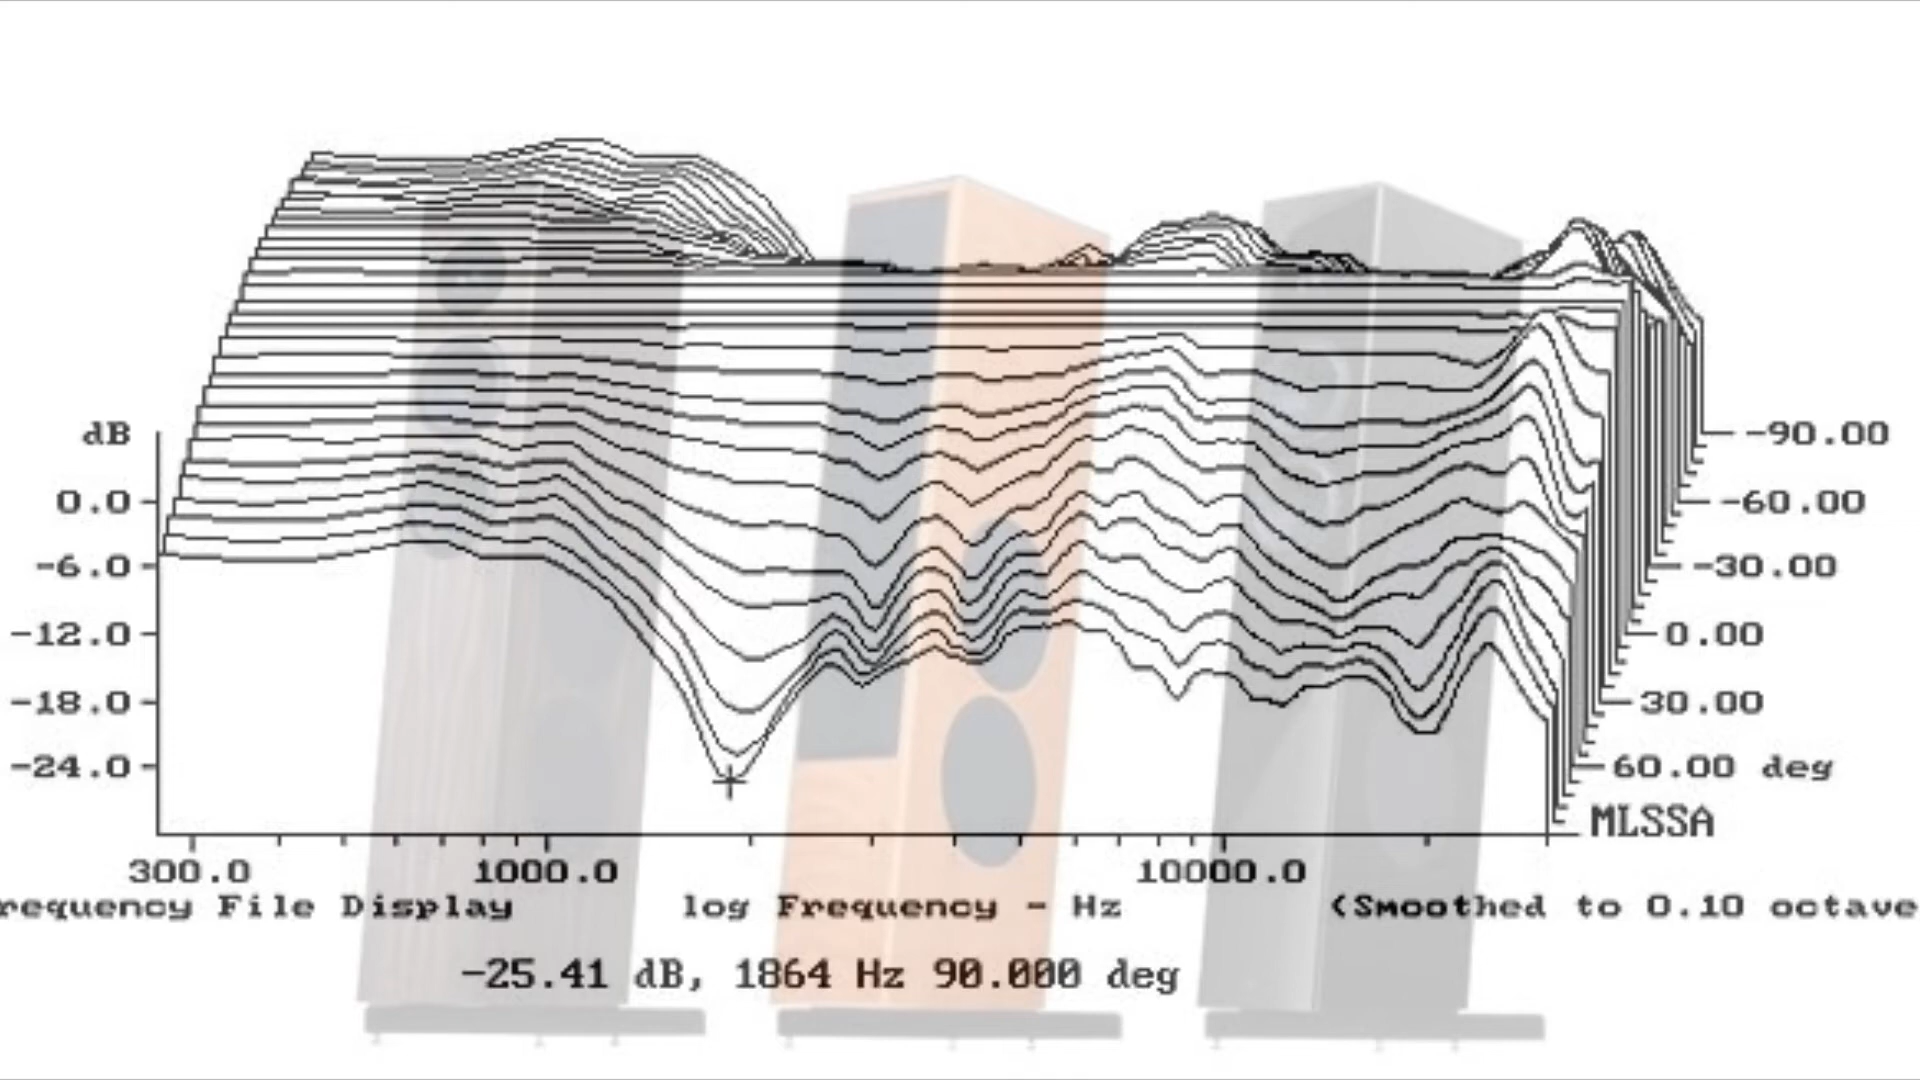 dB
0.0
-6.0
-12.0
-18.0
-24.0
-90.00
-60.00
-30.00
0.00
30.00
60.00 deg
MLSSA
300.0 1000.0 10000.0
requency File Display log Frequency - Hz (Smoothed to 0.10 octave
-25.41 dB, 1864 Hz 90.000 deg